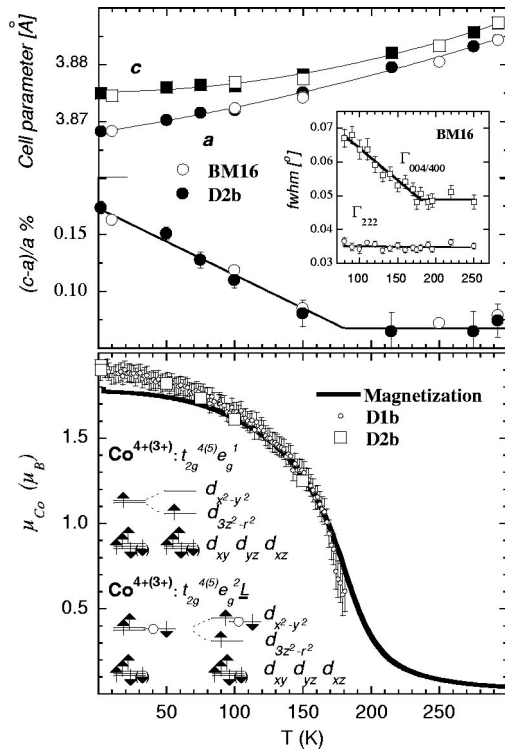 Cell parameter Å
3.88
3.87
c
a
BM16
D2b
(c-a)/a %
0.15
0.10
BM16
fwhm [°]
0.07
0.06
0.05
0.03
Γ004/400
Γ222
100 150 200 250
μCo (μB)
1.5
1.0
0.5
Magnetization
D1b
D2b
Co4+(3+): t2g4(5)eg1
dx2-y2
d3z2-r2
dxy dyz dxz
Co4+(3+): t2g4(5)eg2L
dx2-y2
d3z2-r2
dxy dyz dxz
0 50 100 150 200 250
T (K)